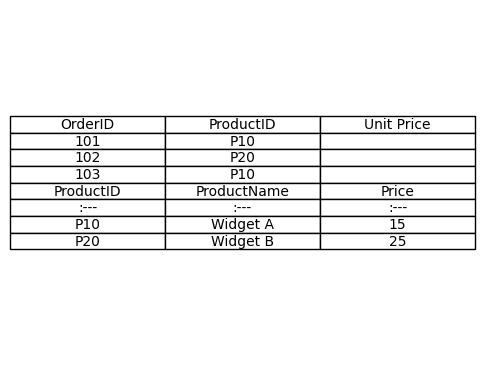 OrderID ProductID Unit Price
101 P10
102 P20
103 P10
ProductID ProductName Price
:--- :--- :---
P10 Widget A 15
P20 Widget B 25